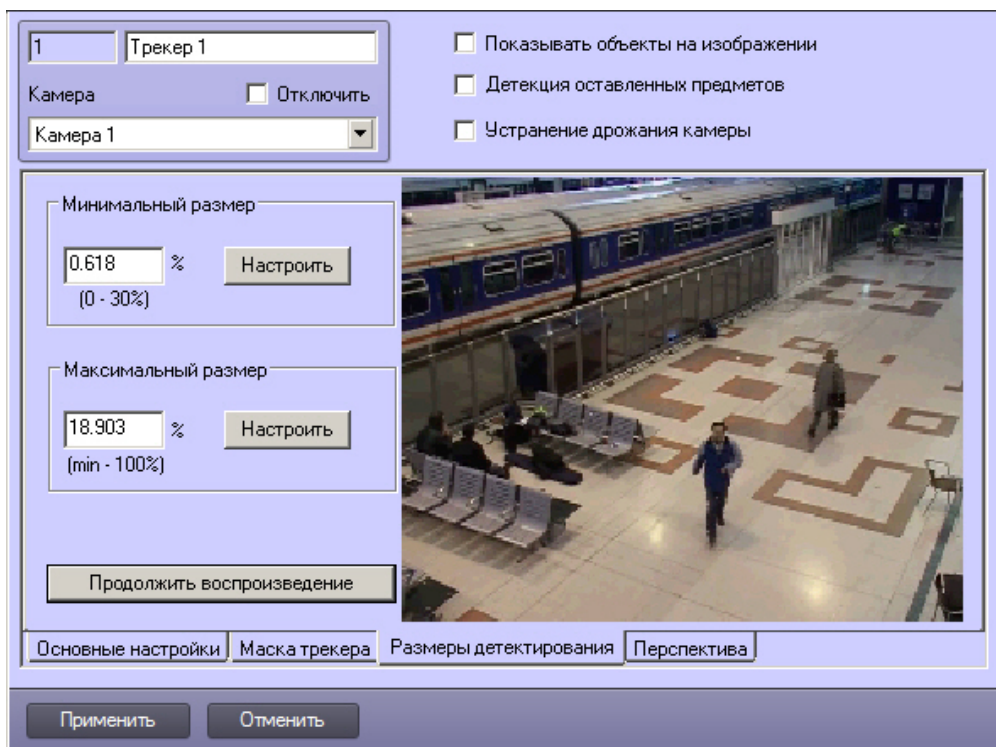 1 Трекер 1
Камера Отключить
Камера 1
Показывать объекты на изображении
Детекция оставленных предметов
Устранение дрожания камеры
Минимальный размер
0.618 % Настроить
(0 - 30%)
Максимальный размер
18.903 % Настроить
(min - 100%)
Продолжить воспроизведение
Основные настройки Маска трекера Размеры детектирования Перспектива
Применить Отменить